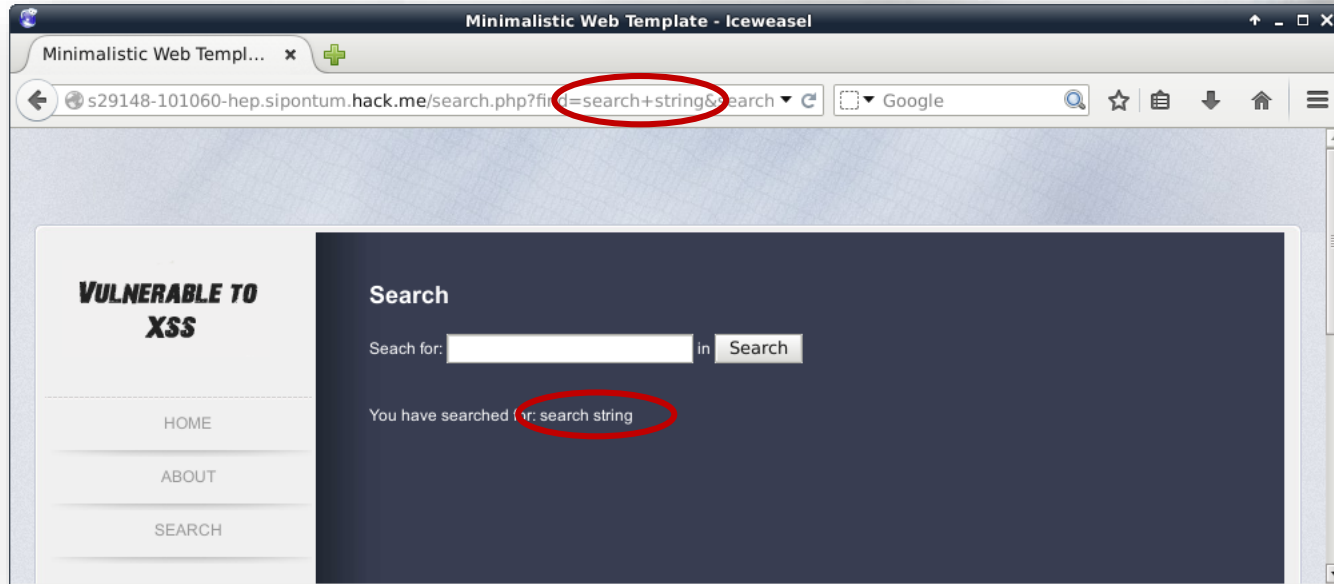 Minimalistic Web Template - Iceweasel
Minimalistic Web Templ...
s29148-101060-hep.sipontum.hack.me/search.php?find=search+string&search
Google
VULNERABLE TO
XSS
HOME
ABOUT
SEARCH
Search
Seach for: in Search
You have searched for: search string